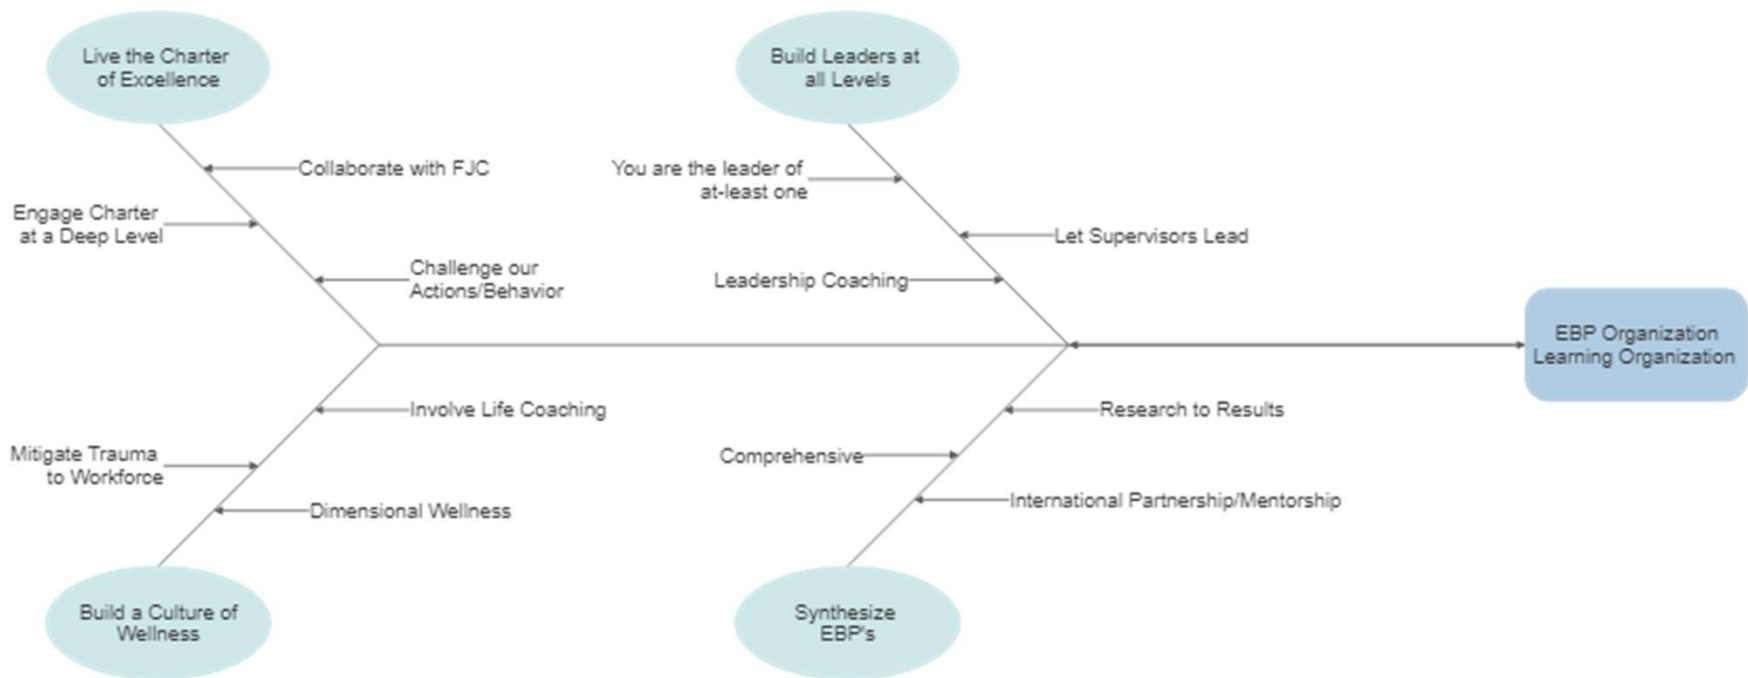 Live the Charter
of Excellence
Build Leaders at
all Levels
Collaborate with FJC
You are the leader of
at-least one
Engage Charter
at a Deep Level
Let Supervisors Lead
Challenge our
Actions/Behavior
Leadership Coaching
EBP Organization
Learning Organization
Involve Life Coaching
Research to Results
Mitigate Trauma
to Workforce
Comprehensive
Dimensional Wellness
International Partnership/Mentorship
Build a Culture of
Wellness
Synthesize
EBP's